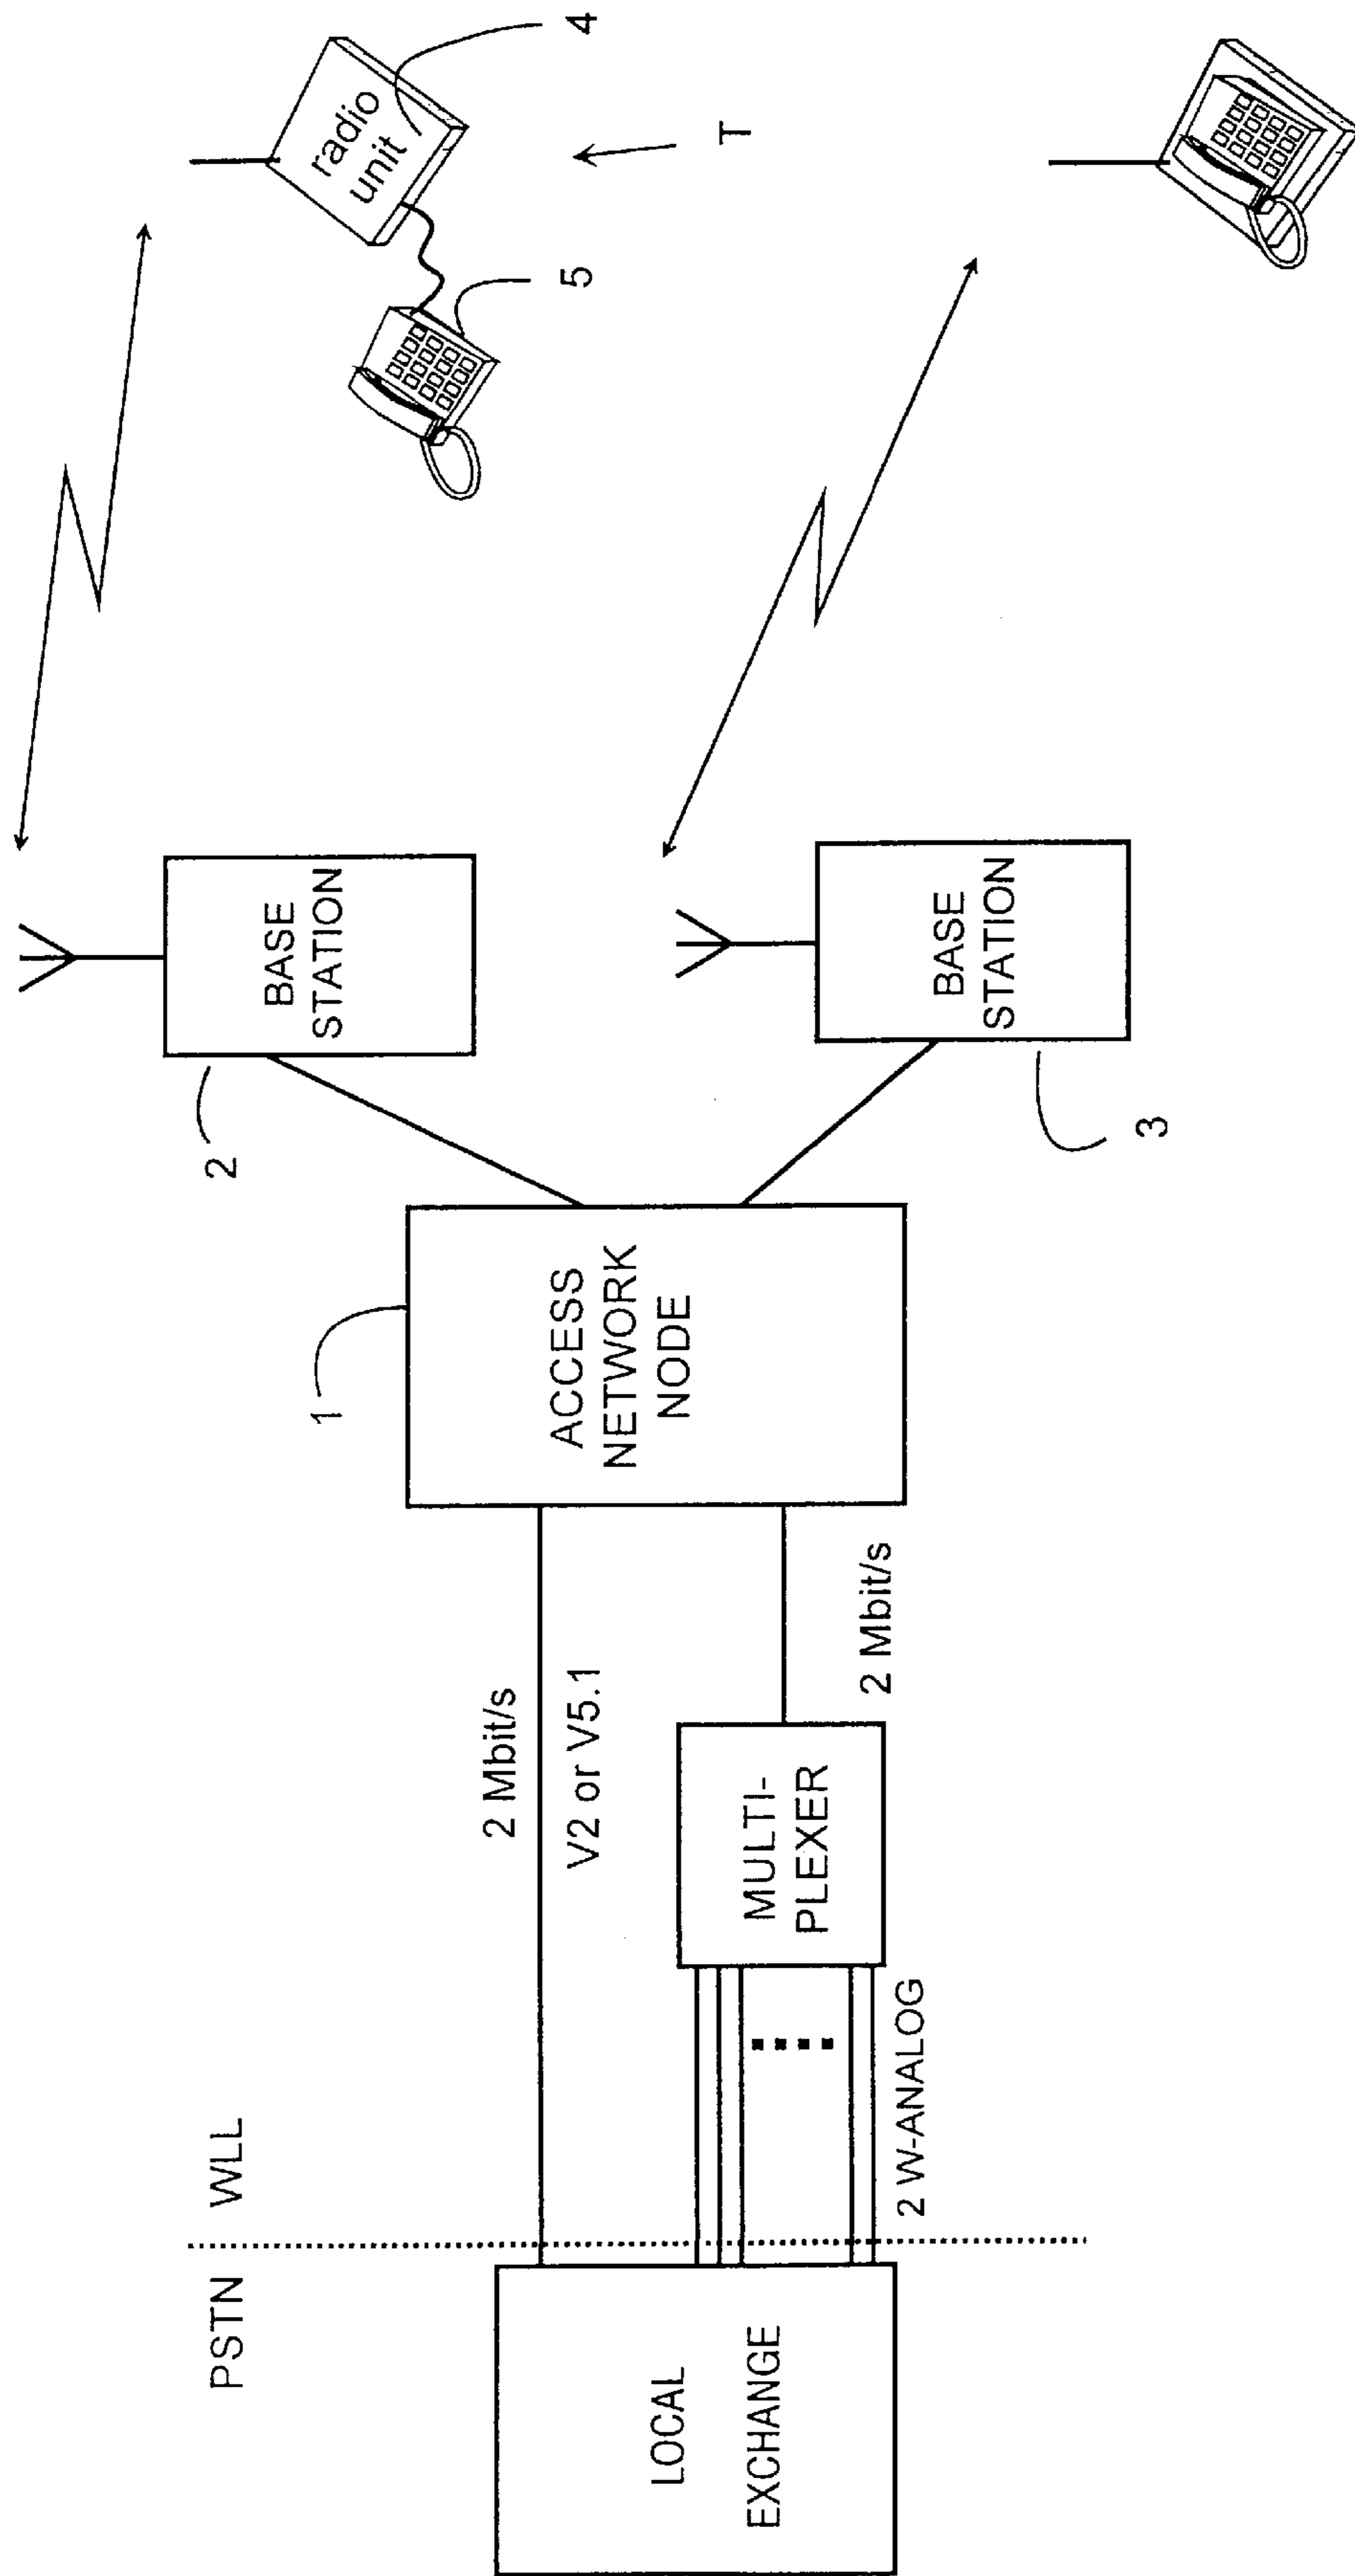 PSTN WLL
LOCAL
EXCHANGE
2 Mbit/s
V2 or V5.1
MULTI-
PLEXER
2 W-ANALOG
2 Mbit/s
1
ACCESS
NETWORK
NODE
2
BASE
STATION
3
BASE
STATION
radio
unit
4
5
T